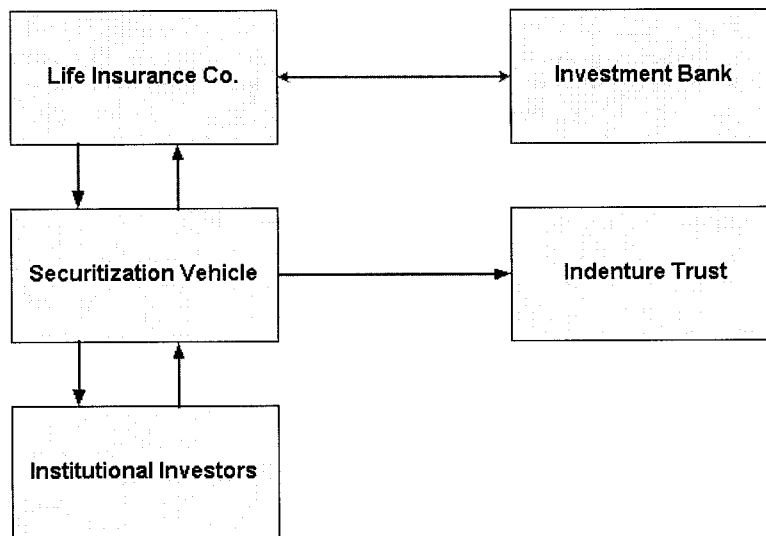 Life Insurance Co.
Investment Bank
Securitization Vehicle
Indenture Trust
Institutional Investors